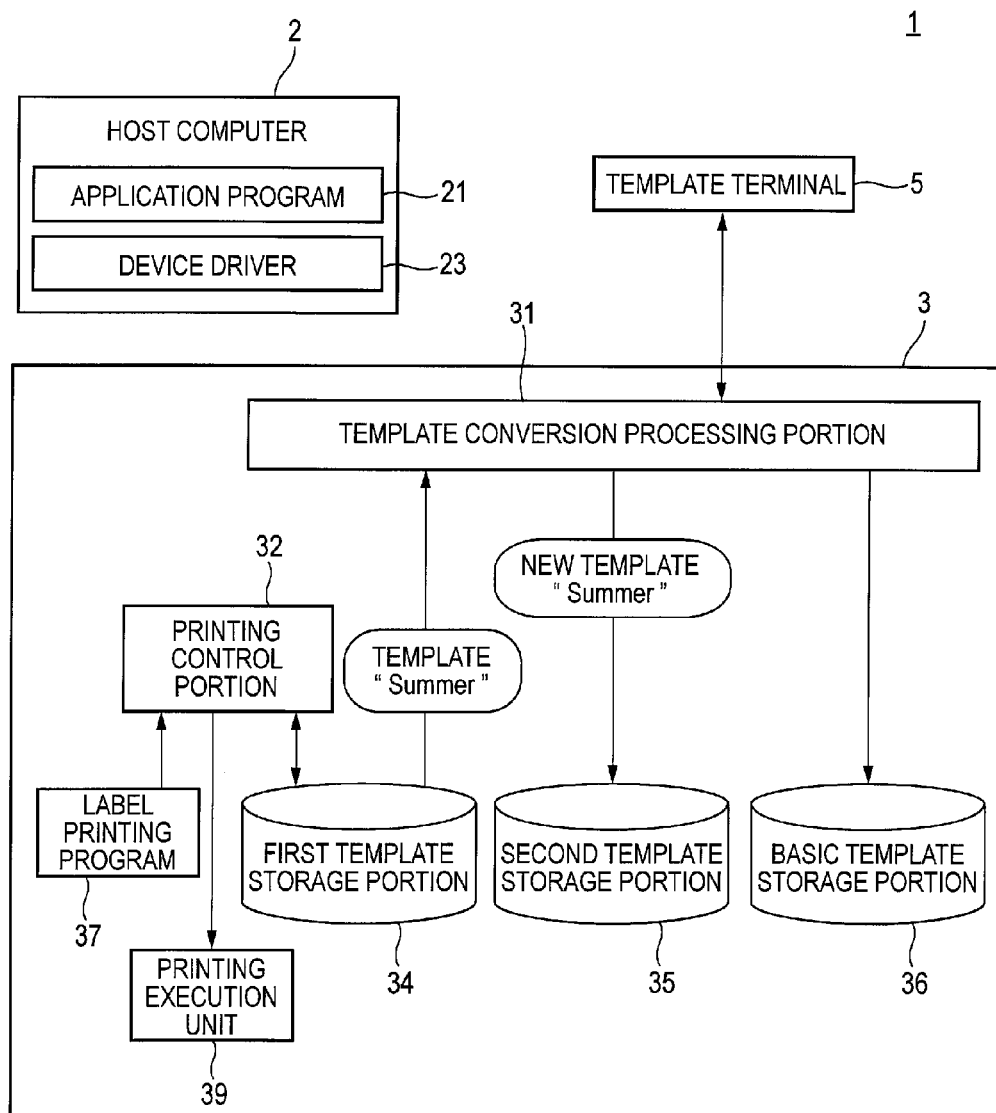 1
2
HOST COMPUTER
APPLICATION PROGRAM
21
DEVICE DRIVER
23
TEMPLATE TERMINAL
5
3
31
TEMPLATE CONVERSION PROCESSING PORTION
32
PRINTING
CONTROL
PORTION
TEMPLATE
“ Summer ”
NEW TEMPLATE
“ Summer ”
LABEL
PRINTING
PROGRAM
37
FIRST TEMPLATE
STORAGE PORTION
34
SECOND TEMPLATE
STORAGE PORTION
35
BASIC TEMPLATE
STORAGE PORTION
36
PRINTING
EXECUTION
UNIT
39